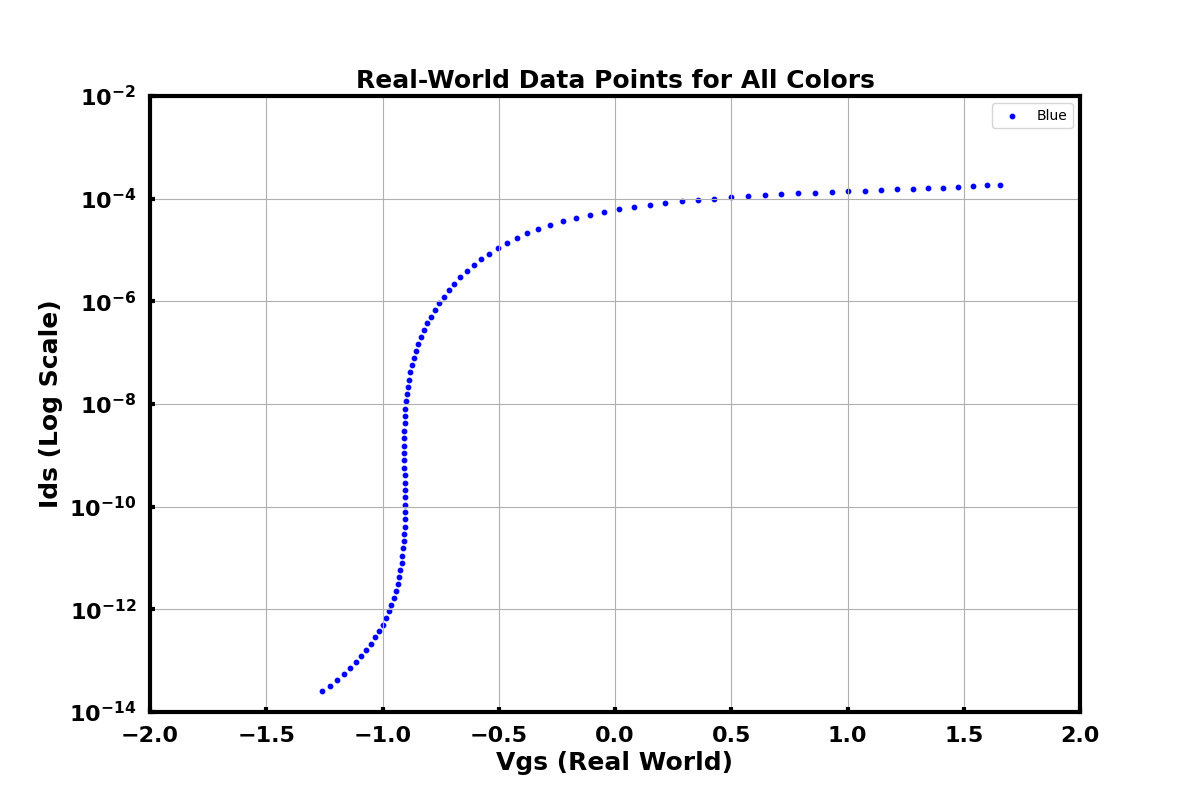 Real-World Data Points for All Colors
Blue
Ids (Log Scale)
10⁻²
10⁻⁴
10⁻⁶
10⁻⁸
10⁻¹⁰
10⁻¹²
10⁻¹⁴
−2.0 −1.5 −1.0 −0.5 0.0 0.5 1.0 1.5 2.0
Vgs (Real World)